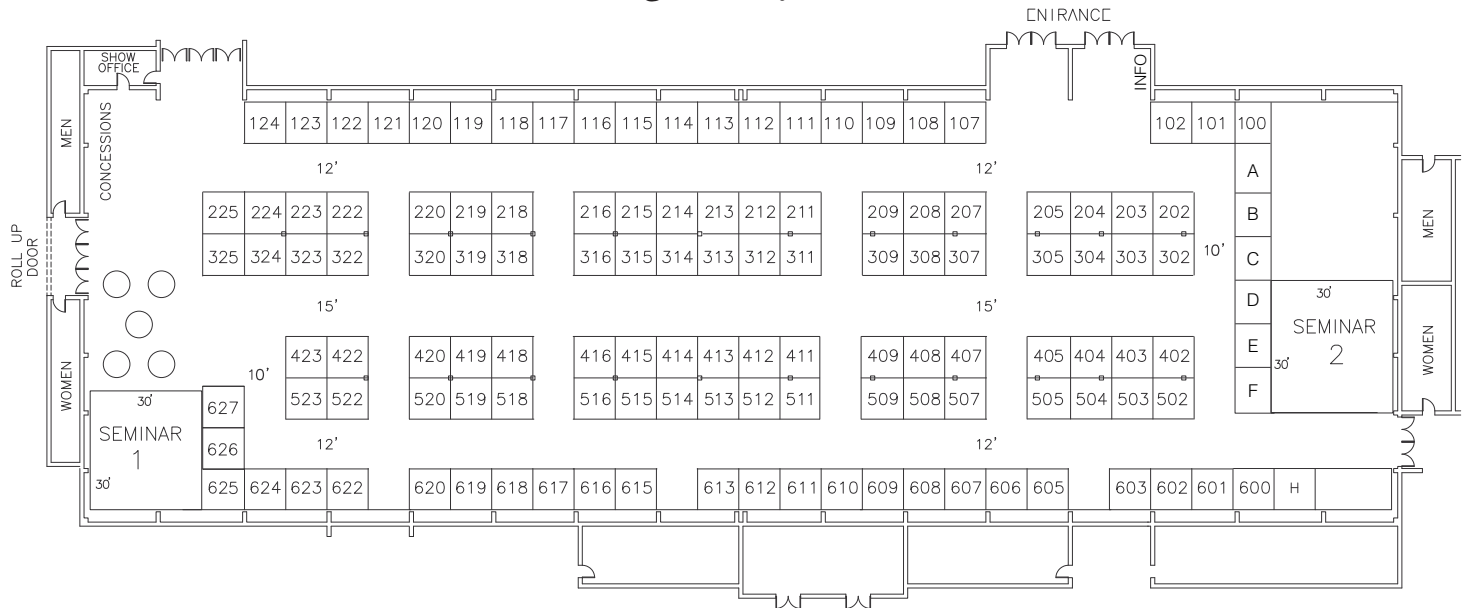 ENTRANCE
SHOW
OFFICE
INFO
MEN
CONCESSIONS
124 123 122 121 120 119 118 117 116 115 114 113 112 111 110 109 108 107
102 101 100
12'
12'
A
225 224 223 222 220 219 218 216 215 214 213 212 211 209 208 207 205 204 203 202
B
MEN
325 324 323 322 320 319 318 316 315 314 313 312 311 309 308 307 305 304 303 302
10'
C
ROLL UP
DOOR
15'
15'
D
30'
SEMINAR
2
30'
423 422 420 419 418 416 415 414 413 412 411 409 408 407 405 404 403 402
E
WOMEN
WOMEN
10'
523 522 520 519 518 516 515 514 513 512 511 509 508 507 505 504 503 502
F
30'
SEMINAR
1
30'
627
626
12'
12'
625 624 623 622 620 619 618 617 616 615 613 612 611 610 609 608 607 606 605 603 602 601 600 H